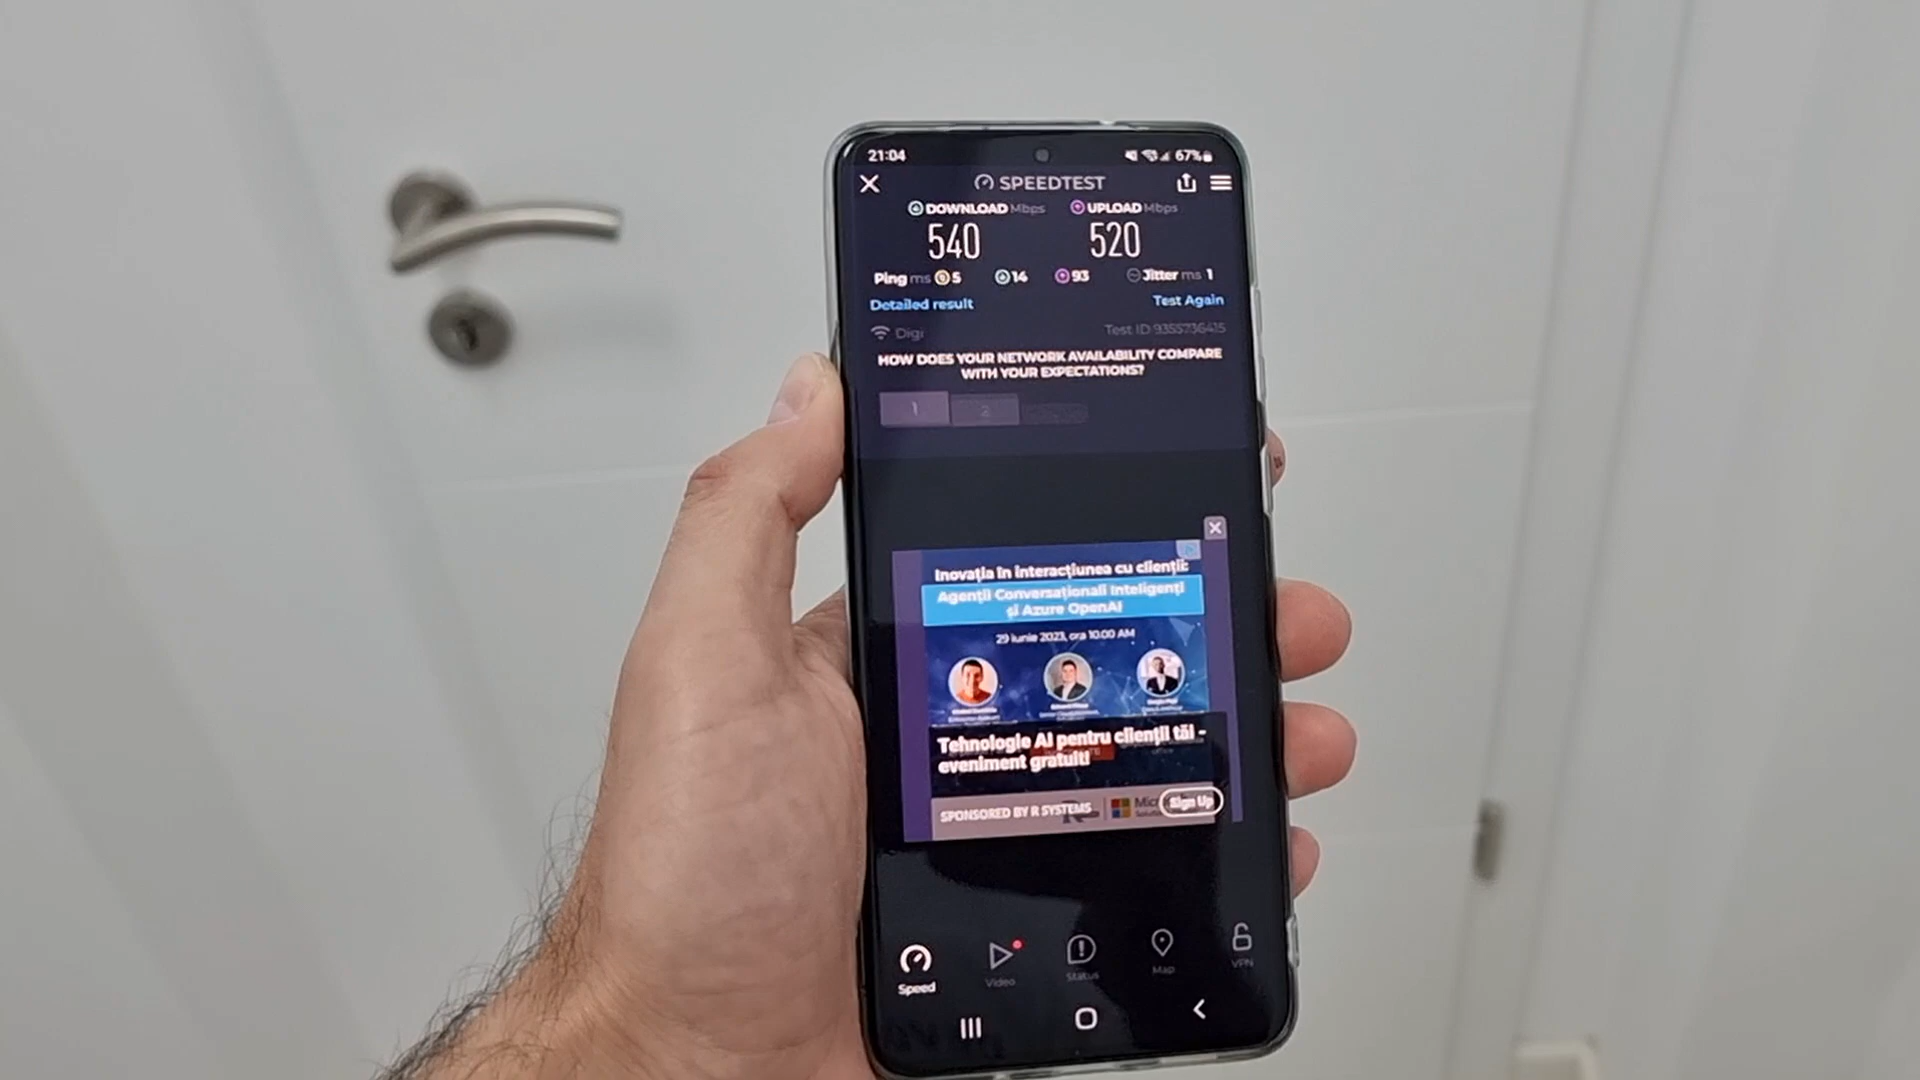 21:04 67%
SPEEDTEST
DOWNLOAD Mbps UPLOAD Mbps
540 520
Ping ms 5 14 93 Jitter ms 1
Detailed result Test Again
Digi Test ID 9355736415
HOW DOES YOUR NETWORK AVAILABILITY COMPARE
WITH YOUR EXPECTATIONS?
1 2
Inovația în interacțiunea cu clienții:
Agenții Conversaționali Inteligenți
și Azure OpenAI
29 iunie 2023, ora 10:00 AM
Tehnologie AI pentru clienții tăi -
eveniment gratuit!
SPONSORED BY R SYSTEMS Sign Up
Speed Video Status Map VPN